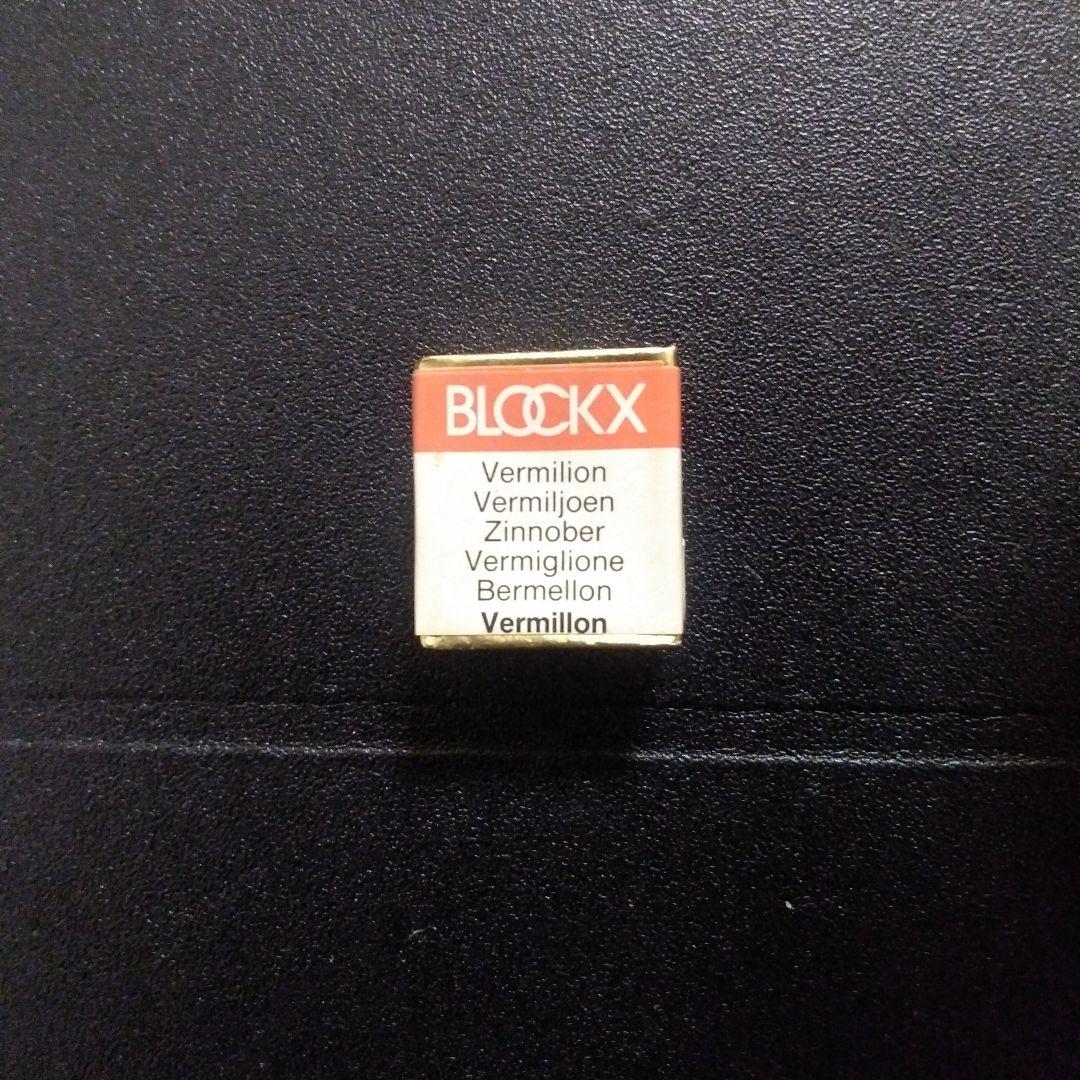 BLOCKX
Vermilion
Vermiljoen
Zinnober
Vermiglione
Bermellon
Vermillon